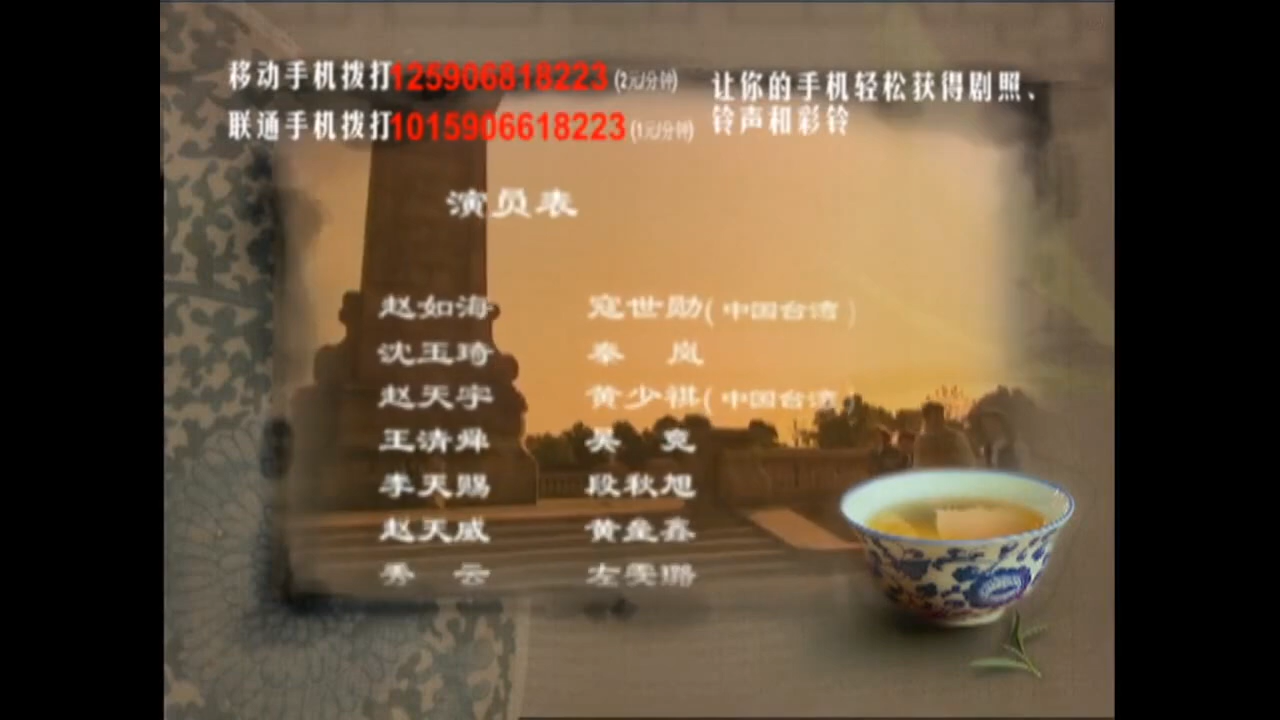 移动手机拨打125906818223(2元/分钟)
联通手机拨打1015906618223(1元/分钟)
让你的手机轻松获得剧照、
铃声和彩铃
演员表
赵如海 寇世勋(中国台湾)
沈玉琦 秦 岚
赵天宇 黄少祺(中国台湾)
王清舜 吴 竞
李天赐 段秋旭
赵天威 黄垒鑫
秀 云 左雯璐